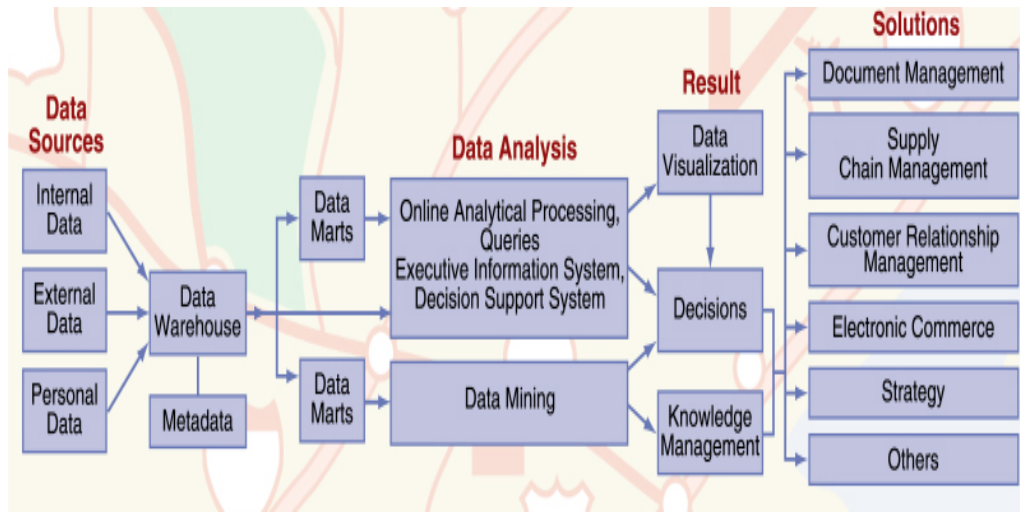 Data
Sources
Internal
Data
External
Data
Personal
Data
Data
Warehouse
Metadata
Data
Marts
Data
Marts
Data Analysis
Online Analytical Processing,
Queries
Executive Information System,
Decision Support System
Data Mining
Result
Data
Visualization
Decisions
Knowledge
Management
Solutions
Document Management
Supply
Chain Management
Customer Relationship
Management
Electronic Commerce
Strategy
Others